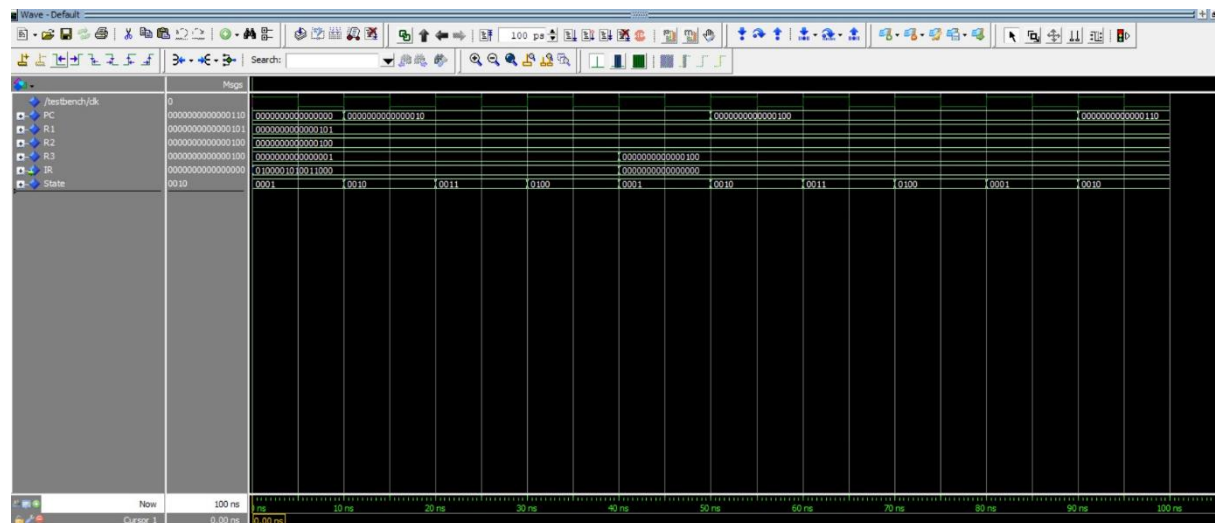 Wave - Default
100 ps
Search:
Msgs
/testbench/clk 0
PC 0000000000000110 0000000000000000 0000000000000010 0000000000000100 0000000000000110
R1 0000000000000101 0000000000000101
R2 0000000000000100 0000000000000100
R3 0000000000000100 0000000000000001 0000000000000100
IR 0000000000000000 0100001010011000 0000000000000000
State 0010 0001 0010 0011 0100 0001 0010 0011 0100 0001 0010
Now 100 ns ns 10 ns 20 ns 30 ns 40 ns 50 ns 60 ns 70 ns 80 ns 90 ns 100 ns
Cursor 1 0.00 ns 0.00 ns